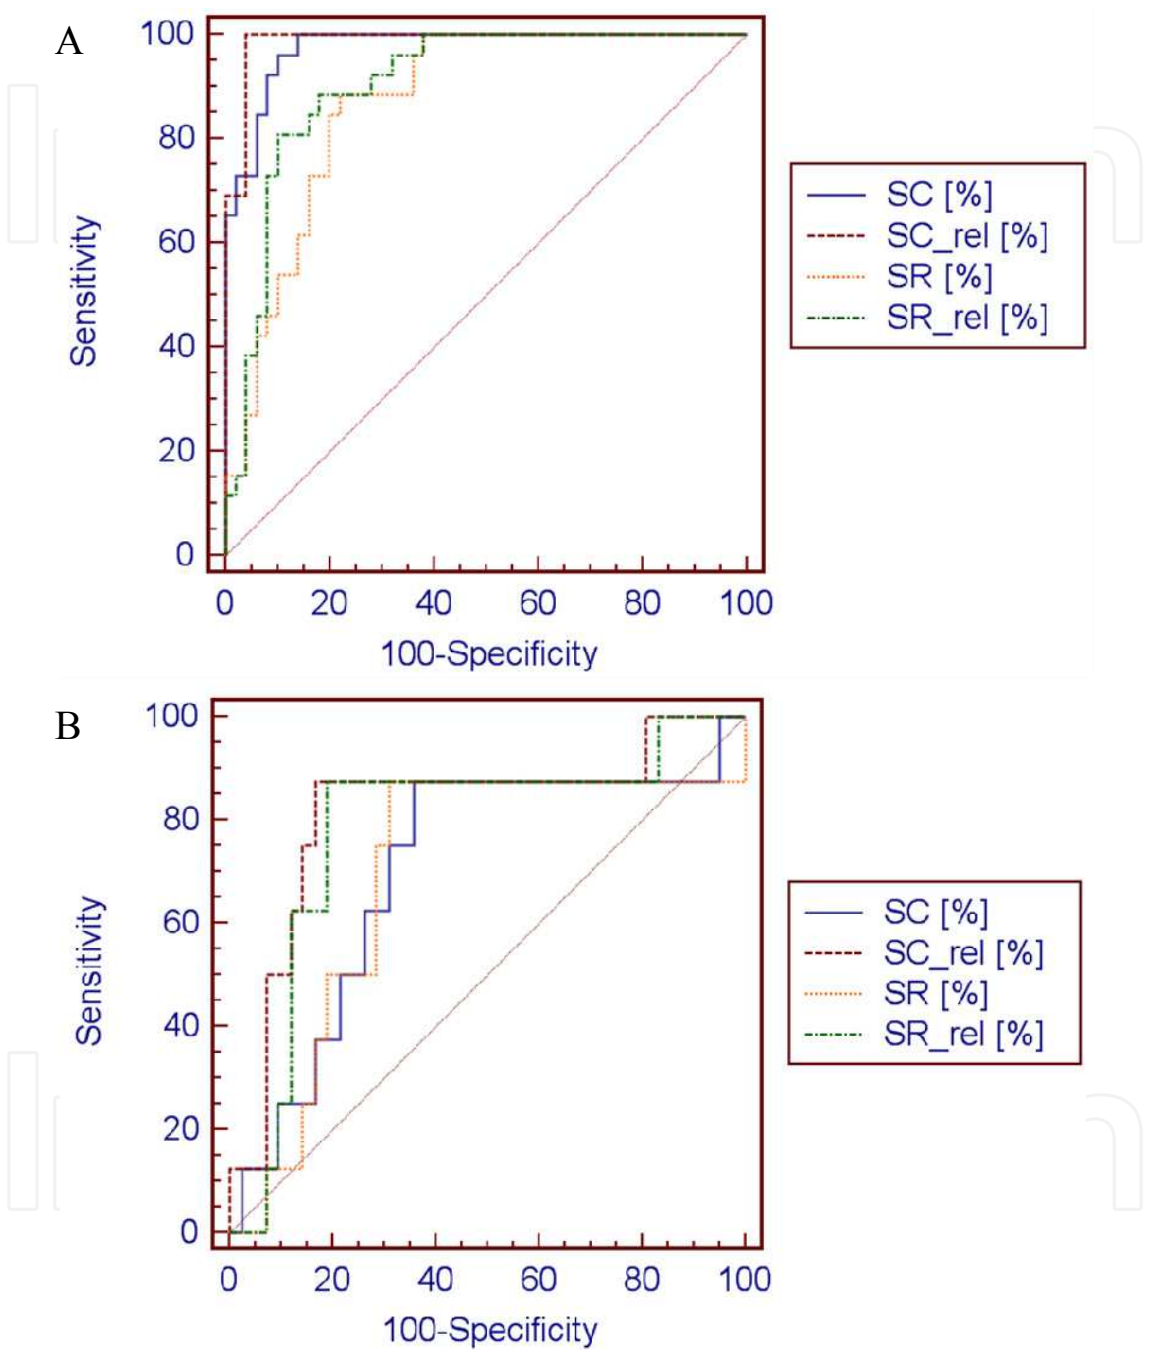 A
100
80
60
40
20
0
Sensitivity
0 20 40 60 80 100
100-Specificity
SC [%]
SC_rel [%]
SR [%]
SR_rel [%]
B
100
80
60
40
20
0
Sensitivity
0 20 40 60 80 100
100-Specificity
SC [%]
SC_rel [%]
SR [%]
SR_rel [%]